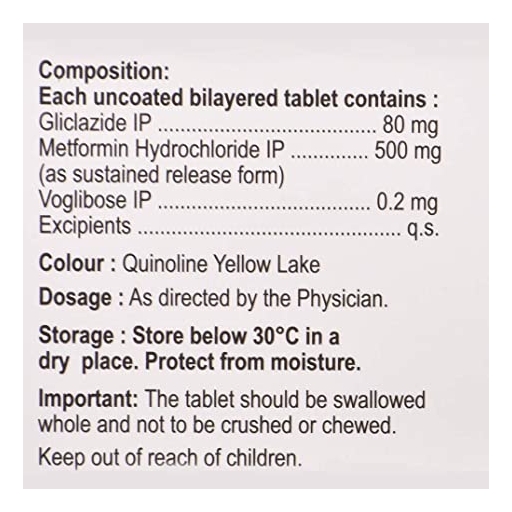 Composition:
Each uncoated bilayered tablet contains :
Gliclazide IP ........................................ 80 mg
Metformin Hydrochloride IP .............. 500 mg
(as sustained release form)
Voglibose IP ....................................... 0.2 mg
Excipients ................................................ q.s.
Colour : Quinoline Yellow Lake
Dosage : As directed by the Physician.
Storage : Store below 30°C in a
dry place. Protect from moisture.
Important: The tablet should be swallowed
whole and not to be crushed or chewed.
Keep out of reach of children.